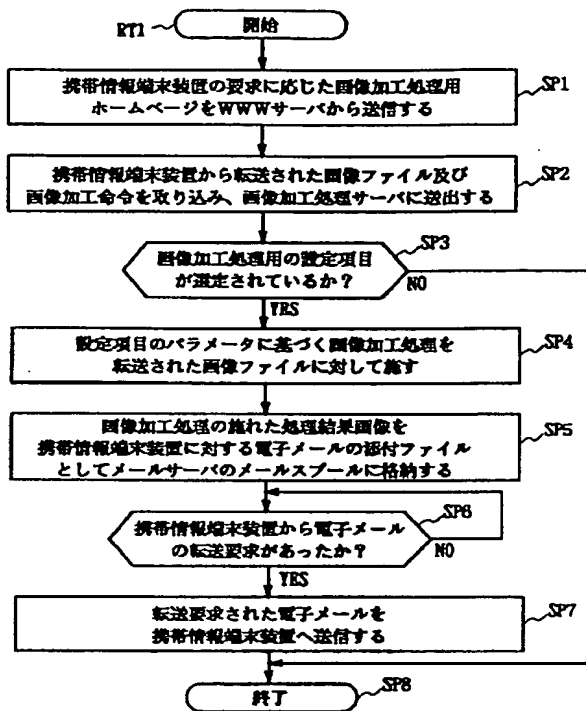 RT1
開始
携帯情報端末装置の要求に応じた画像加工処理用
ホームページをWWWサーバから送信する
SP1
携帯情報端末装置から転送された画像ファイル及び
画像加工命令を取り込み、画像加工処理サーバに送出する
SP2
SP3
画像加工処理用の設定項目
が選定されているか?
NO
YES
設定項目のパラメータに基づく画像加工処理を
転送された画像ファイルに対して施す
SP4
画像加工処理の施れた処理結果画像を
携帯情報端末装置に対する電子メールの添付ファイル
としてメールサーバのメールスプールに格納する
SP5
SP6
携帯情報端末装置から電子メール
の転送要求があったか?
NO
YES
転送要求された電子メールを
携帯情報端末装置へ送信する
SP7
終了
SP8